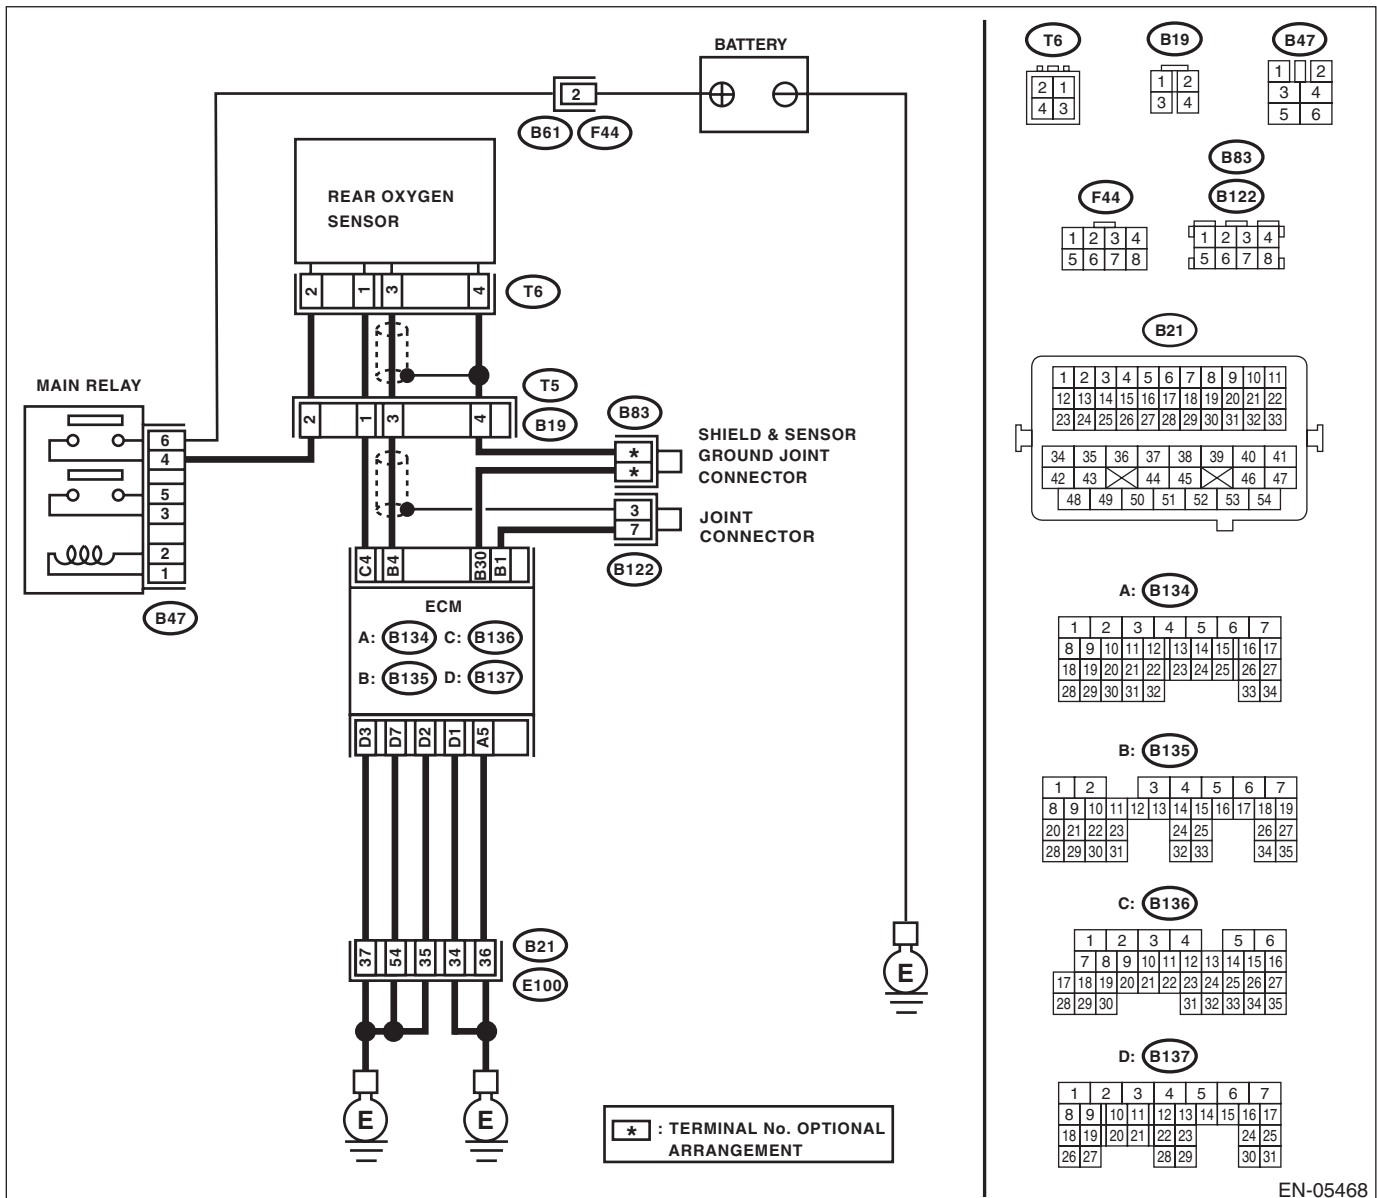 BATTERY
2
B61 F44
REAR OXYGEN
SENSOR
2 1 3 4
T6
MAIN RELAY
6
4
5
3
2
1
B47
T5
2 1 3 4
B19
B83
*
*
SHIELD & SENSOR
GROUND JOINT
CONNECTOR
3
7
JOINT
CONNECTOR
B122
C4 B4 B30 B1
ECM
A: B134 C: B136
B: B135 D: B137
D3 D7 D2 D1 A5
37 54 35 34 36
B21
E100
E E
E
* : TERMINAL No. OPTIONAL
ARRANGEMENT
T6 B19 B47
2 1
4 3
1 2
3 4
1 2
3 4
5 6
F44
1 2 3 4
5 6 7 8
B83
B122
1 2 3 4
5 6 7 8
B21
1 2 3 4 5 6 7 8 9 10 11
12 13 14 15 16 17 18 19 20 21 22
23 24 25 26 27 28 29 30 31 32 33
34 35 36 37 38 39 40 41
42 43 44 45 46 47
48 49 50 51 52 53 54
A: B134
1 2 3 4 5 6 7
8 9 10 11 12 13 14 15 16 17
18 19 20 21 22 23 24 25 26 27
28 29 30 31 32 33 34
B: B135
1 2 3 4 5 6 7
8 9 10 11 12 13 14 15 16 17 18 19
20 21 22 23 24 25 26 27
28 29 30 31 32 33 34 35
C: B136
1 2 3 4 5 6
7 8 9 10 11 12 13 14 15 16
17 18 19 20 21 22 23 24 25 26 27
28 29 30 31 32 33 34 35
D: B137
1 2 3 4 5 6 7
8 9 10 11 12 13 14 15 16 17
18 19 20 21 22 23 24 25
26 27 28 29 30 31
EN-05468